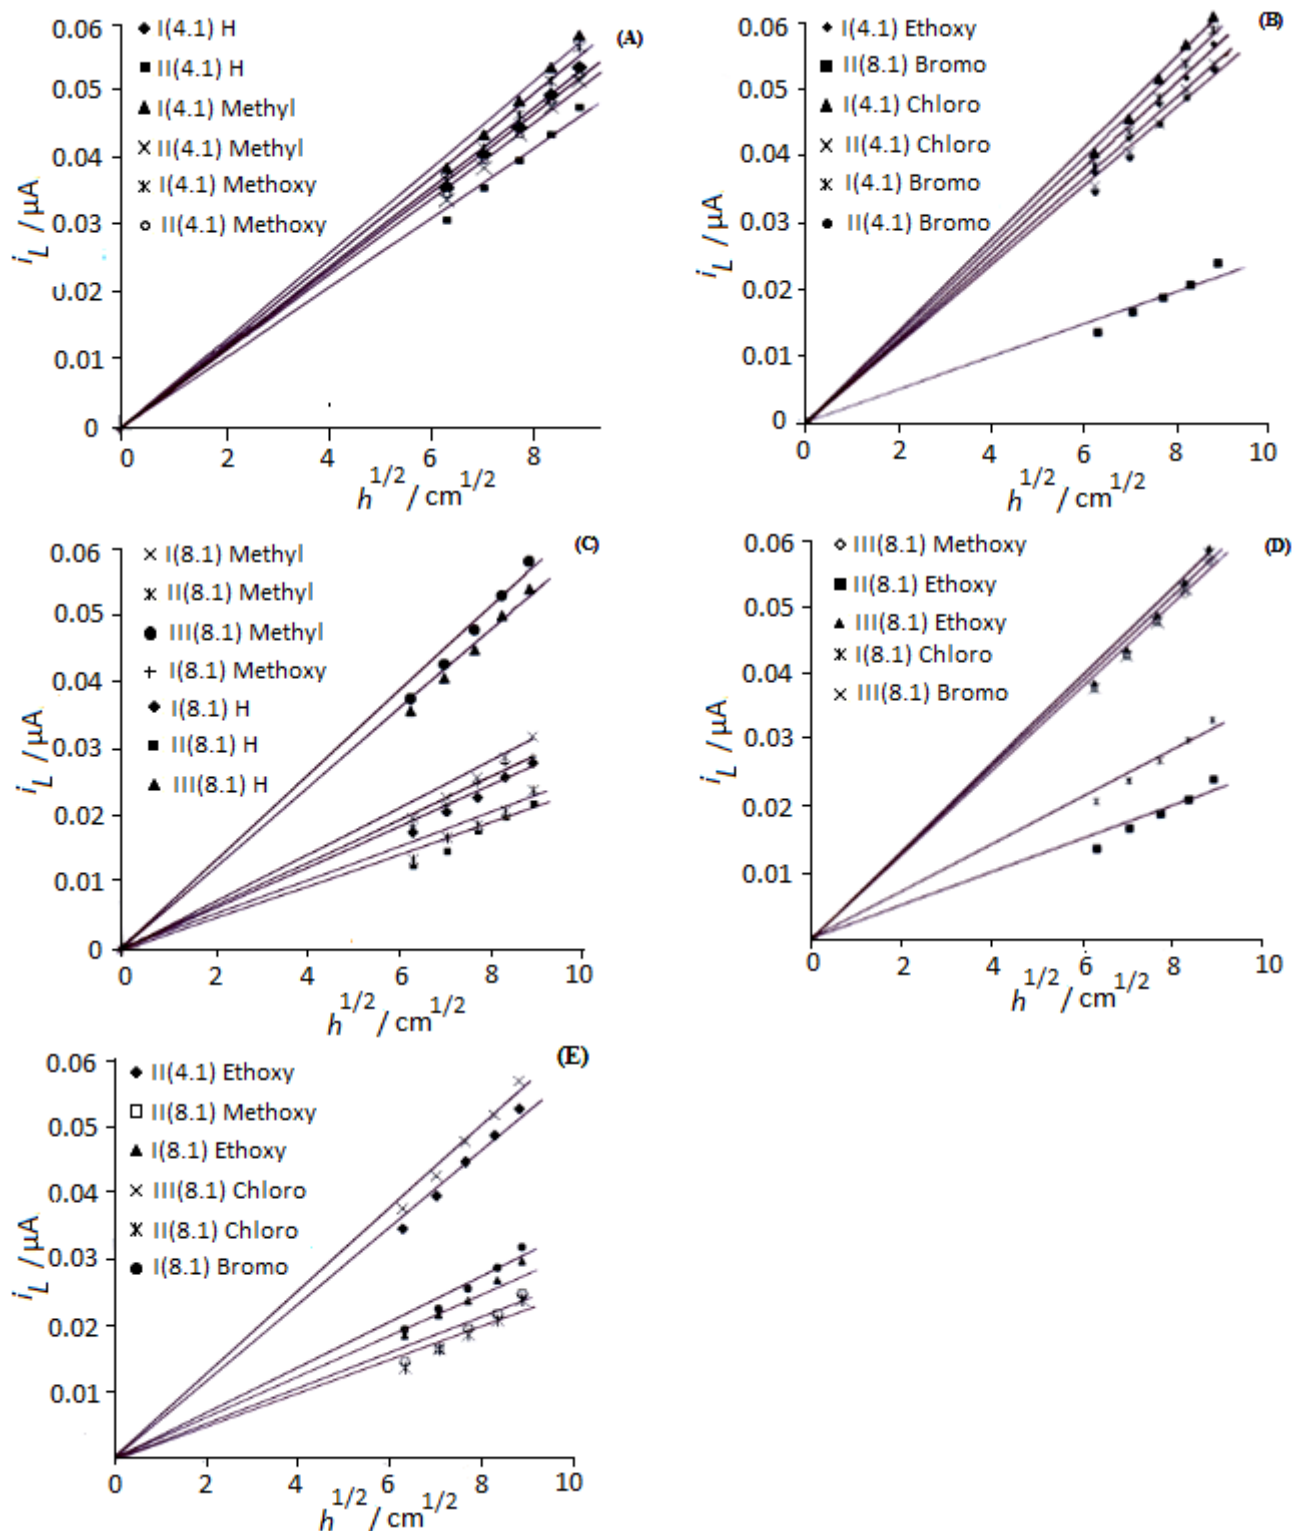 (A)
0.06
0.05
0.04
0.03
0.02
0.01
0
I(4.1) H
II(4.1) H
I(4.1) Methyl
II(4.1) Methyl
I(4.1) Methoxy
II(4.1) Methoxy
i_L / µA
0 2 4 6 8
h^1/2 / cm^1/2
(B)
0.06
0.05
0.04
0.03
0.02
0.01
0
I(4.1) Ethoxy
II(8.1) Bromo
I(4.1) Chloro
II(4.1) Chloro
I(4.1) Bromo
II(4.1) Bromo
i_L / µA
0 2 4 6 8 10
h^1/2 / cm^1/2
(C)
0.06
0.05
0.04
0.03
0.02
0.01
0
I(8.1) Methyl
II(8.1) Methyl
III(8.1) Methyl
I(8.1) Methoxy
I(8.1) H
II(8.1) H
III(8.1) H
i_L / µA
0 2 4 6 8 10
h^1/2 / cm^1/2
(D)
0.06
0.05
0.04
0.03
0.02
0.01
III(8.1) Methoxy
II(8.1) Ethoxy
III(8.1) Ethoxy
I(8.1) Chloro
III(8.1) Bromo
i_L / µA
0 2 4 6 8 10
h^1/2 / cm^1/2
(E)
0.06
0.05
0.04
0.03
0.02
0.01
II(4.1) Ethoxy
II(8.1) Methoxy
I(8.1) Ethoxy
III(8.1) Chloro
II(8.1) Chloro
I(8.1) Bromo
i_L / µA
0 2 4 6 8 10
h^1/2 / cm^1/2